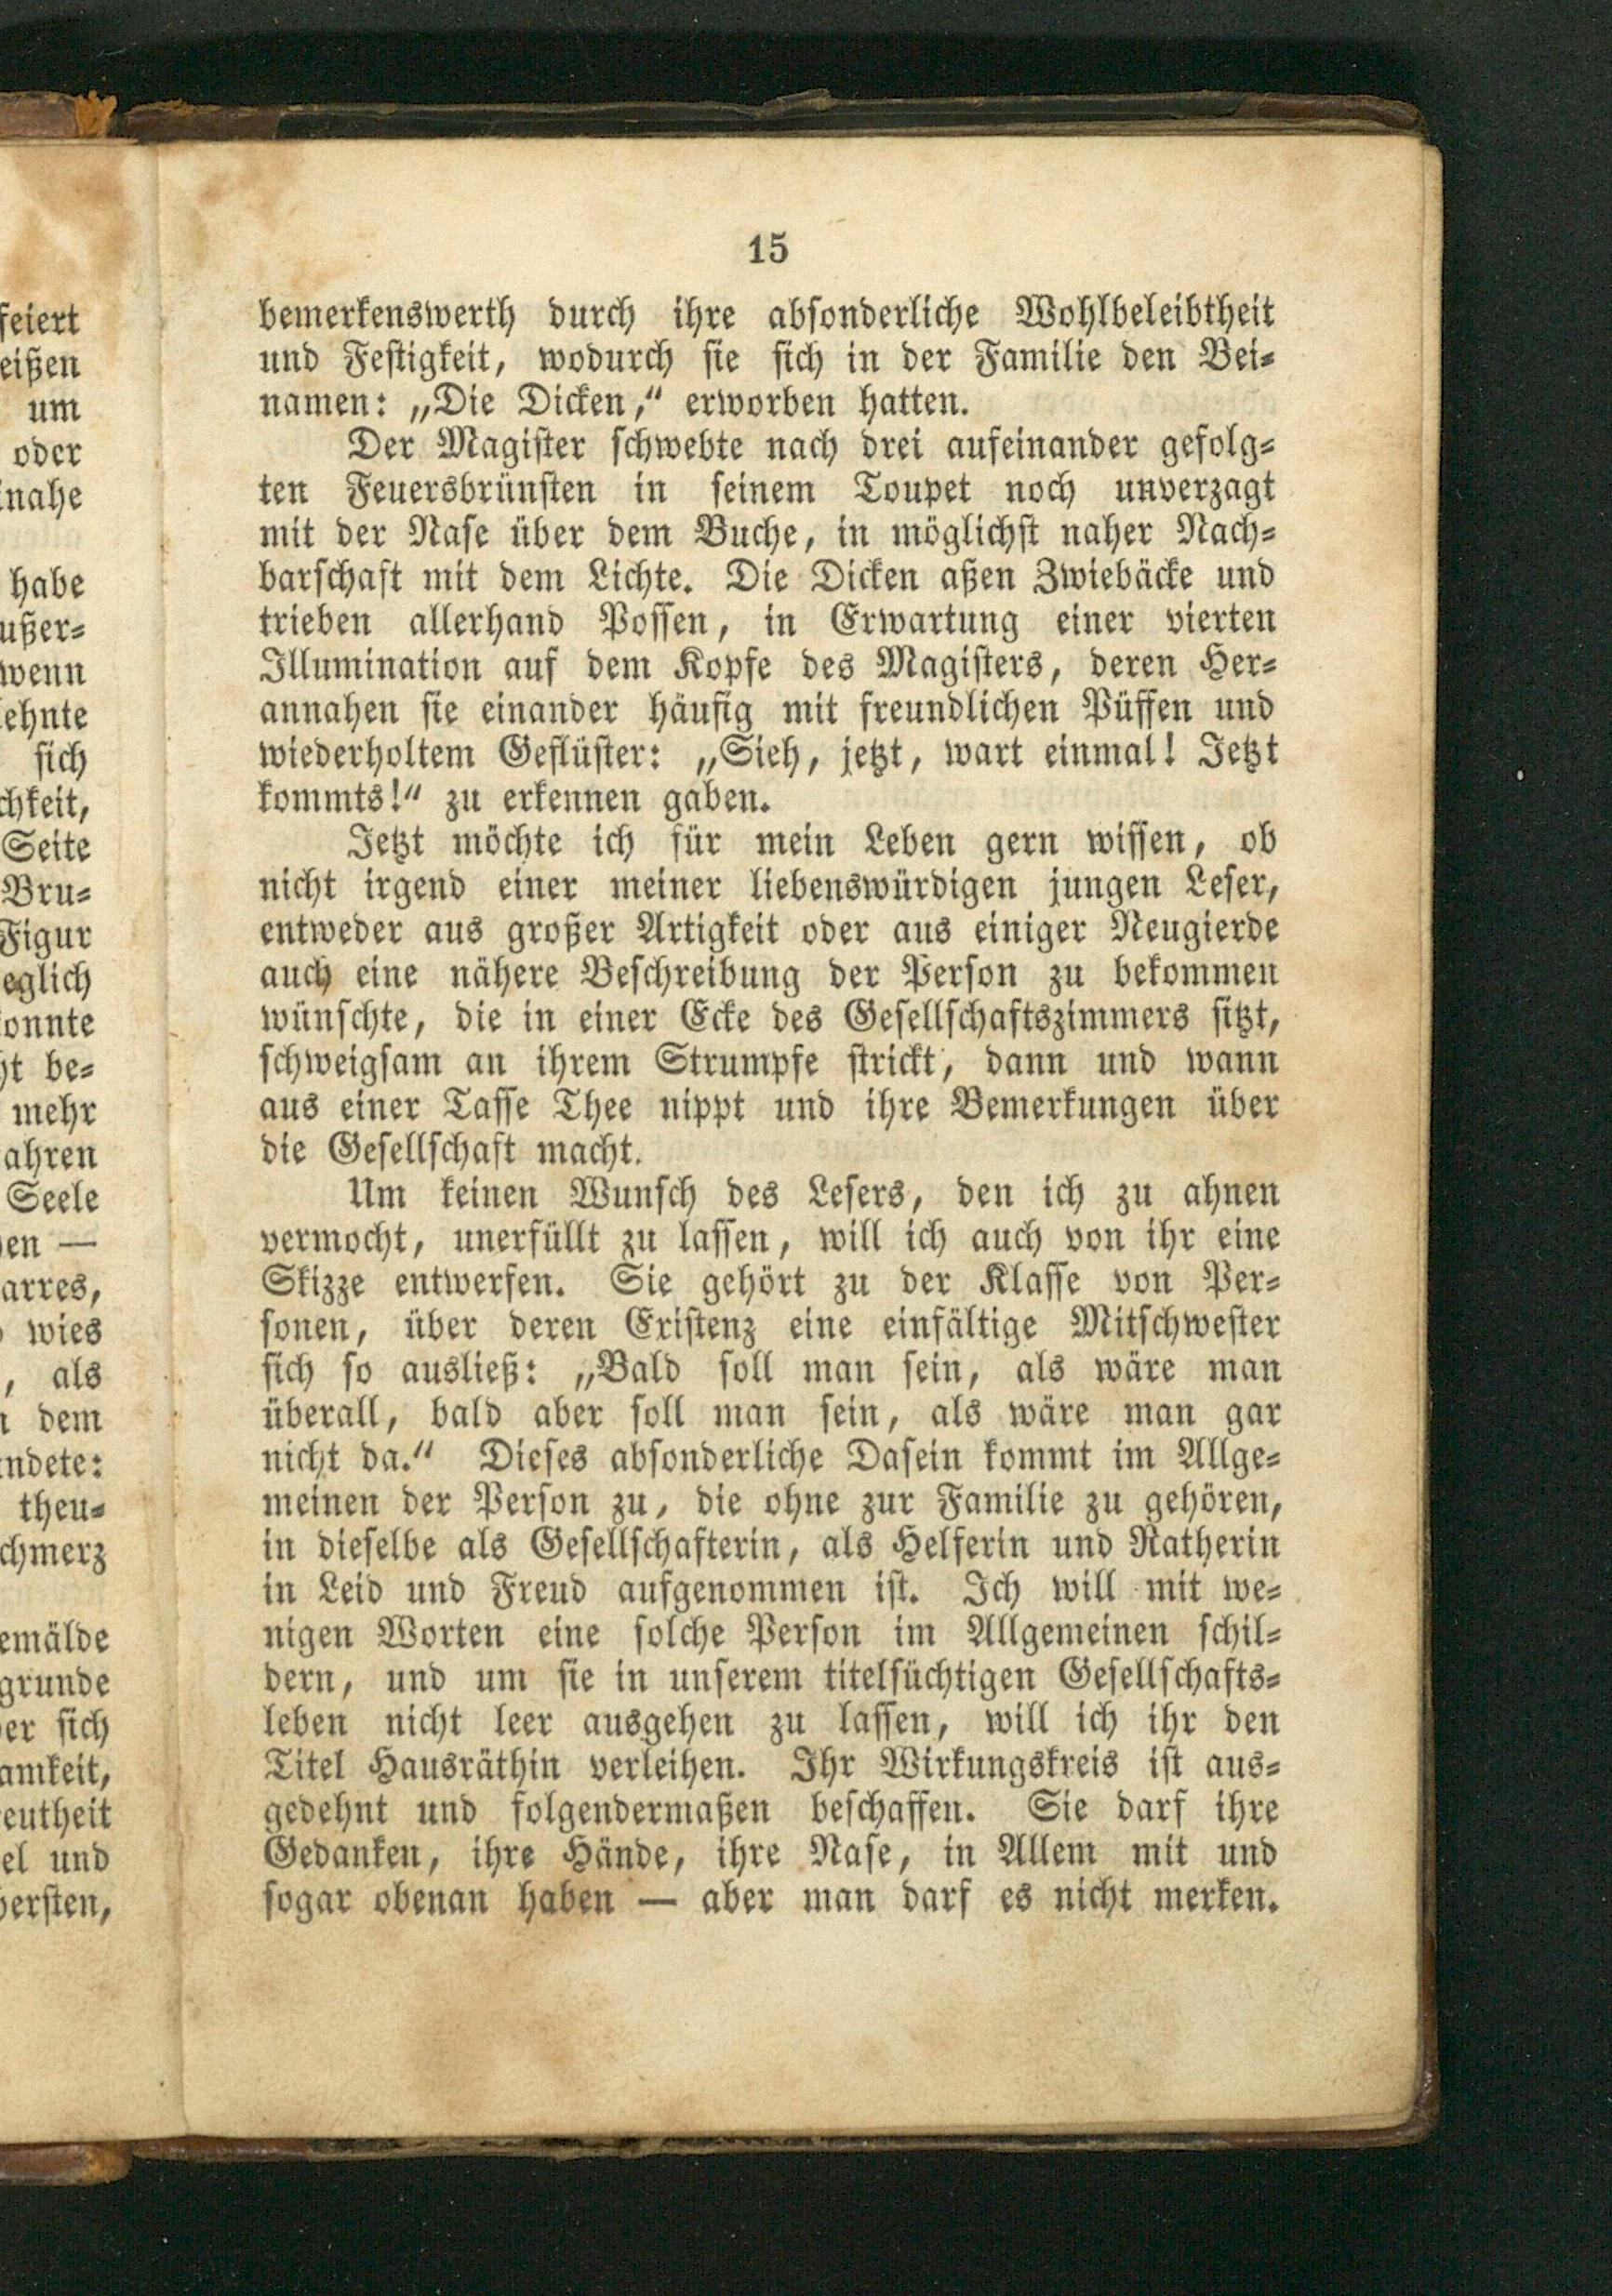 15
bemerkenswerth durch ihre absonderliche Wohlbeleibtheit
und Festigkeit, wodurch sie sich in der Familie den Bei-
namen: „Die Dicken,“ erworben hatten.
Der Magister schwebte nach drei aufeinander gefolg-
ten Feuersbrünsten in seinem Toupet noch unverzagt
mit der Nase über dem Buche, in möglichst naher Nach-
barschaft mit dem Lichte. Die Dicken aßen Zwiebäcke und
trieben allerhand Possen, in Erwartung einer vierten
Illumination auf dem Kopfe des Magisters, deren Her-
annahen sie einander häufig mit freundlichen Püffen und
wiederholtem Geflüster: „Sieh, jetzt, wart einmal! Jetzt
kommts!“ zu erkennen gaben.
Jetzt möchte ich für mein Leben gern wissen, ob
nicht irgend einer meiner liebenswürdigen jungen Leser,
entweder aus großer Artigkeit oder aus einiger Neugierde
auch eine nähere Beschreibung der Person zu bekommen
wünschte, die in einer Ecke des Gesellschaftszimmers sitzt,
schweigsam an ihrem Strumpfe strickt, dann und wann
aus einer Tasse Thee nippt und ihre Bemerkungen über
die Gesellschaft macht.
Um keinen Wunsch des Lesers, den ich zu ahnen
vermocht, unerfüllt zu lassen, will ich auch von ihr eine
Skizze entwerfen. Sie gehört zu der Klasse von Per-
sonen, über deren Existenz eine einfältige Mitschwester
sich so ausließ: „Bald soll man sein, als wäre man
überall, bald aber soll man sein, als wäre man gar
nicht da.“ Dieses absonderliche Dasein kommt im Allge-
meinen der Person zu, die ohne zur Familie zu gehören,
in dieselbe als Gesellschafterin, als Helferin und Ratherin
in Leid und Freud aufgenommen ist. Ich will mit we-
nigen Worten eine solche Person im Allgemeinen schil-
dern, und um sie in unserem titelsüchtigen Gesellschafts-
leben nicht leer ausgehen zu lassen, will ich ihr den
Titel Hausräthin verleihen. Ihr Wirkungskreis ist aus-
gedehnt und folgendermaßen beschaffen. Sie darf ihre
Gedanken, ihre Hände, ihre Nase, in Allem mit und
sogar obenan haben — aber man darf es nicht merken.